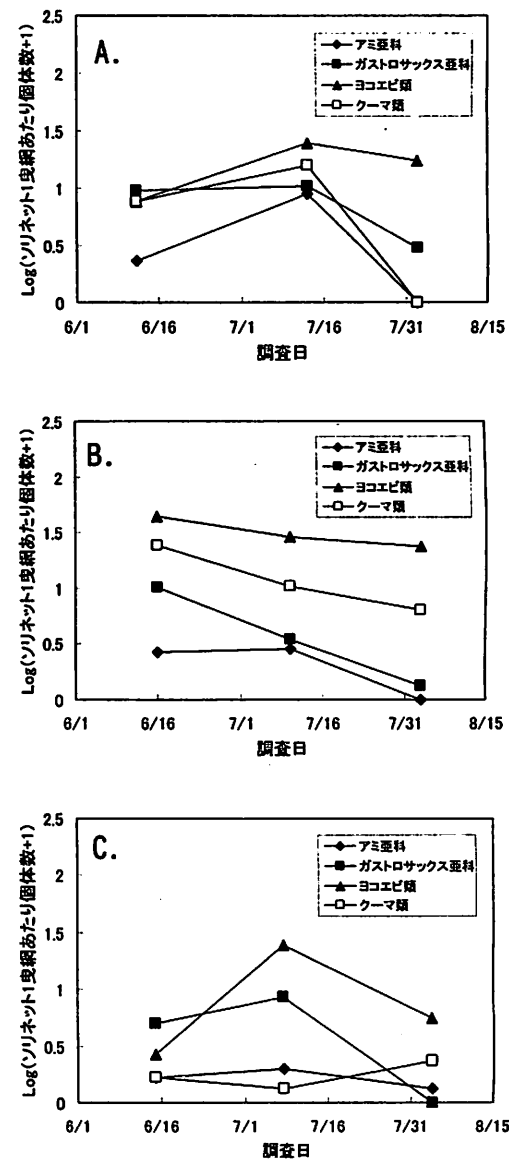 A.
アミ亜科
ガストロサックス亜科
ヨコエビ類
クーマ類
Log(ソリネット1曳網あたり個体数+1)
2.5
2
1.5
1
0.5
0
6/1 6/16 7/1 7/16 7/31 8/15
調査日
B.
アミ亜科
ガストロサックス亜科
ヨコエビ類
クーマ類
Log(ソリネット1曳網あたり個体数+1)
2.5
2
1.5
1
0.5
0
6/1 6/16 7/1 7/16 7/31 8/15
調査日
C.
アミ亜科
ガストロサックス亜科
ヨコエビ類
クーマ類
Log(ソリネット1曳網あたり個体数+1)
2.5
2
1.5
1
0.5
0
6/1 6/16 7/1 7/16 7/31 8/15
調査日